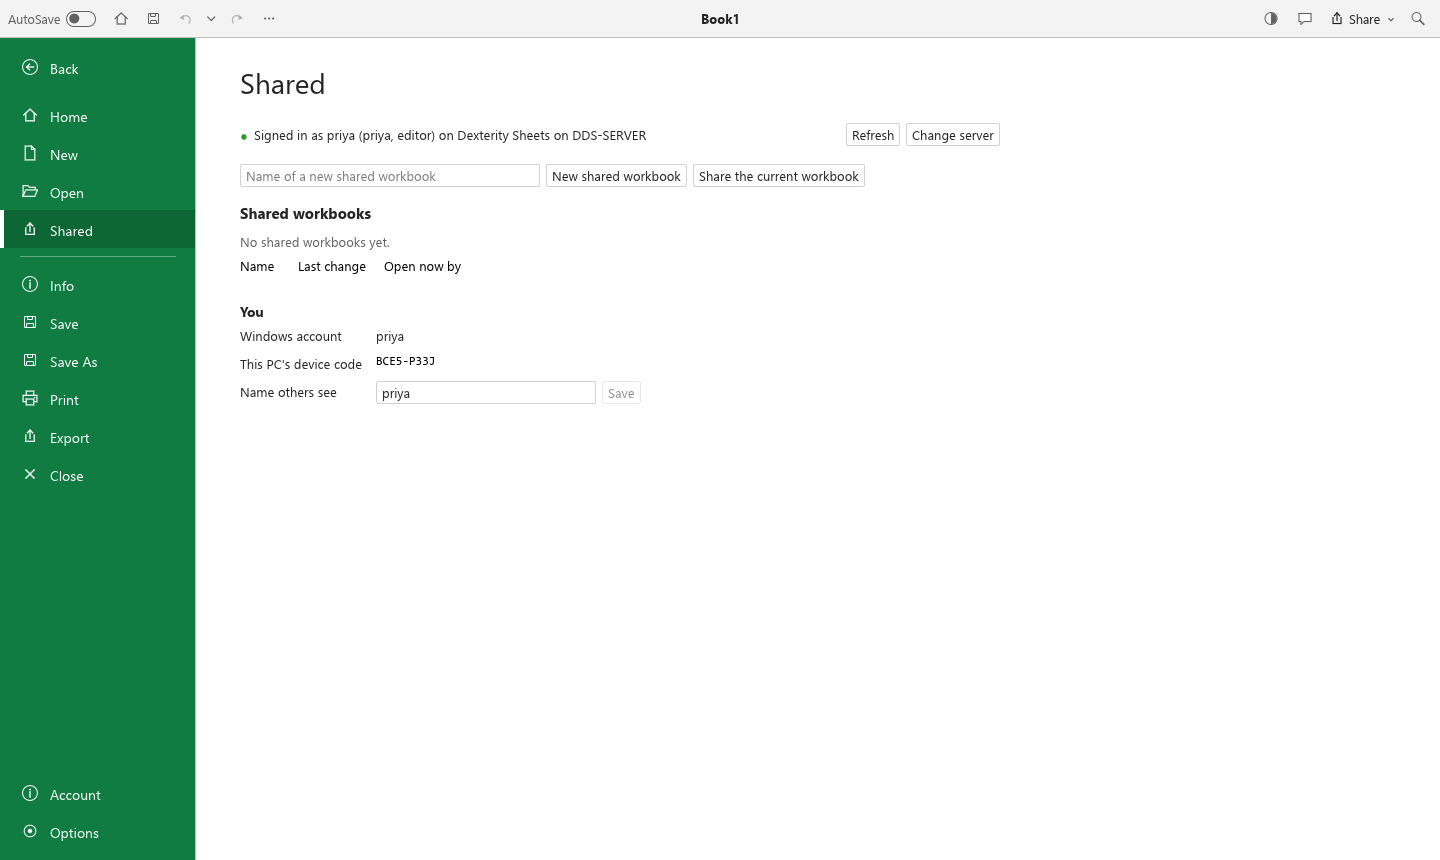 AutoSave
Book1
Share
Back
Home
New
Open
Shared
Info
Save
Save As
Print
Export
Close
Account
Options
Shared
Signed in as priya (priya, editor) on Dexterity Sheets on DDS-SERVER
Refresh
Change server
Name of a new shared workbook
New shared workbook
Share the current workbook
Shared workbooks
No shared workbooks yet.
Name Last change Open now by
You
Windows account priya
This PC's device code BCE5-P33J
Name others see priya Save